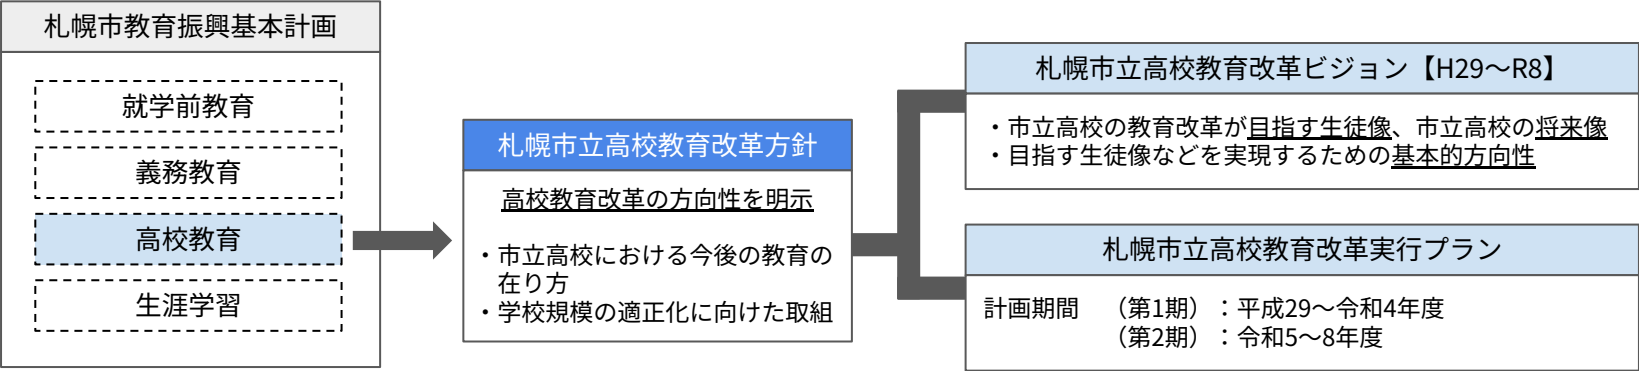 札幌市教育振興基本計画
就学前教育
義務教育
高校教育
生涯学習
札幌市立高校教育改革方針
高校教育改革の方向性を明示
・市立高校における今後の教育の
在り方
・学校規模の適正化に向けた取組
札幌市立高校教育改革ビジョン【H29～R8】
・市立高校の教育改革が目指す生徒像、市立高校の将来像
・目指す生徒像などを実現するための基本的方向性
札幌市立高校教育改革実行プラン
計画期間　（第1期）：平成29～令和4年度
（第2期）：令和5～8年度